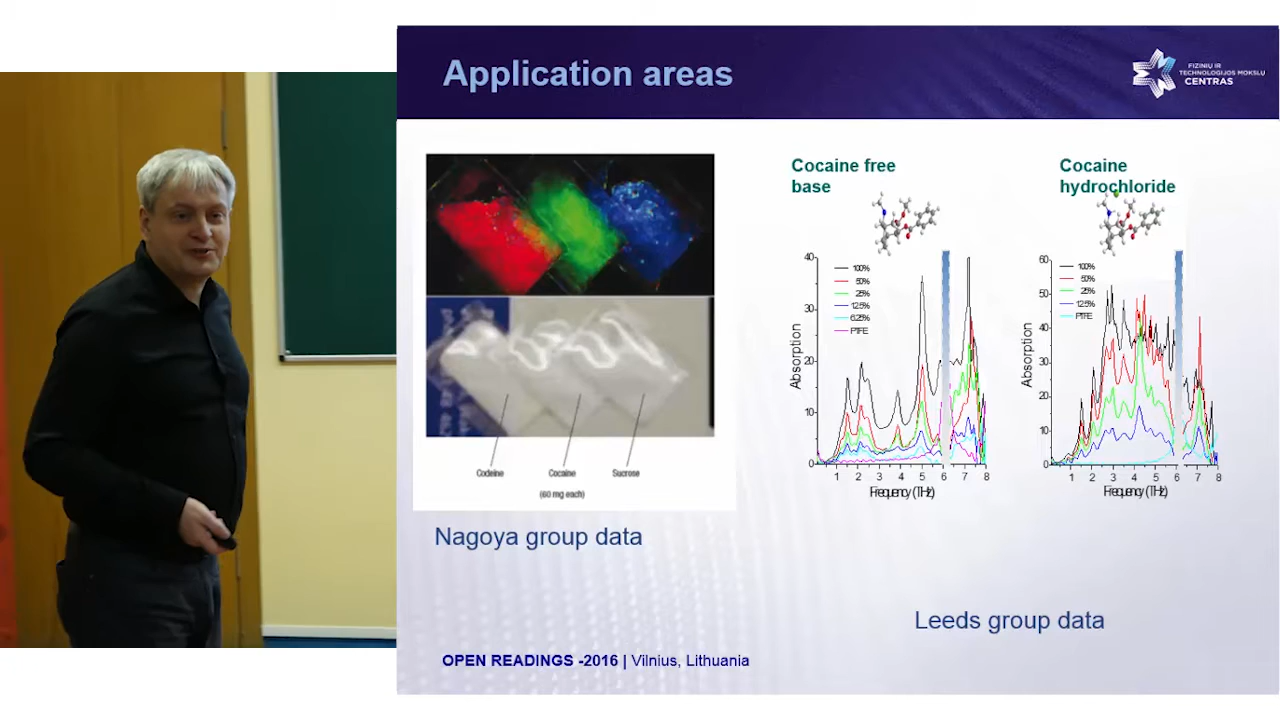 Application areas
FIZINIŲ IR
TECHNOLOGIJOS MOKSLŲ
CENTRAS
Codeine
Cocaine
Sucrose
(60 mg each)
Nagoya group data
Cocaine free
base
40
30
20
10
0
Absorption
100%
50%
25%
12.5%
6.25%
PTFE
1 2 3 4 5 6 7 8
Frequency (THz)
Cocaine
hydrochloride
60
50
40
30
20
10
0
Absorption
100%
50%
25%
12.5%
PTFE
1 2 3 4 5 6 7 8
Frequency (THz)
Leeds group data
OPEN READINGS -2016 | Vilnius, Lithuania